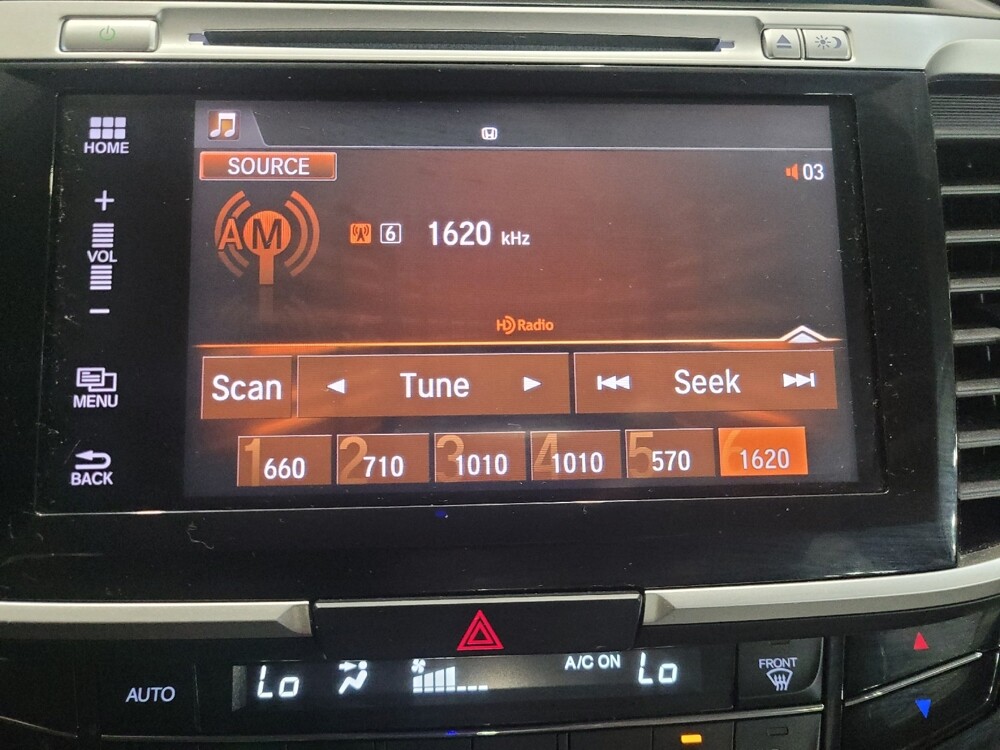 HOME
SOURCE
03
+
VOL
-
AM
6 1620 kHz
HD Radio
MENU
Scan
Tune
Seek
BACK
1 660
2 710
3 1010
4 1010
5 570
6 1620
AUTO
Lo
A/C ON
Lo
FRONT